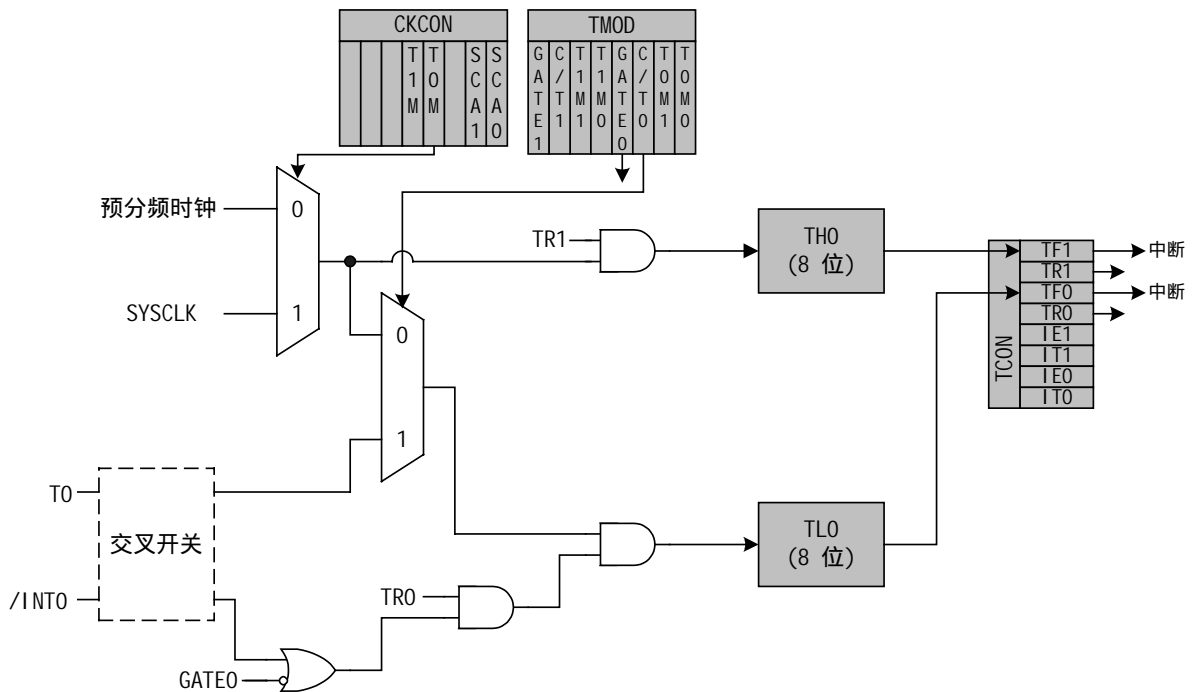 CKCON
T1M
T0M
SCA1
SCA0
TMOD
GATE1
C/T1
T1M1
T1M0
GATE0
C/T0
T0M1
T0M0
预分频时钟
0
SYSCLK
1
TR1
TH0
(8 位)
TCON
TF1
TR1
TF0
TR0
IE1
IT1
IE0
IT0
中断
中断
0
1
T0
交叉开关
/INT0
TR0
GATE0
TL0
(8 位)